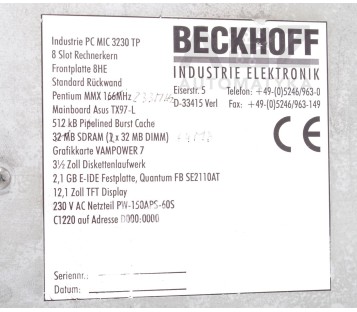 Industrie PC MIC 3230 TP
8 Slot Rechnerkern
Frontplatte 8HE
Standard Rückwand
Pentium MMX 166MHz 233MHz
Mainboard Asus TX97-L
512 kB Pipelined Burst Cache
32 MB SDRAM (2 x 32 MB DIMM)
Grafikkarte VAMPOWER 7
3½ Zoll Diskettenlaufwerk
2,1 GB E-IDE Festplatte, Quantum FB SE2110AT
12,1 Zoll TFT Display
230 V AC Netzteil PW-150APS-60S
C1220 auf Adresse D000:0000
Seriennr.:
Datum:
BECKHOFF
AUTOMATYKA
INDUSTRIE ELEKTRONIK
Eiserstr. 5 Telefon: +49-(0)5246/963-0
D-33415 Verl Fax: +49-(0)5246/963-149
CE